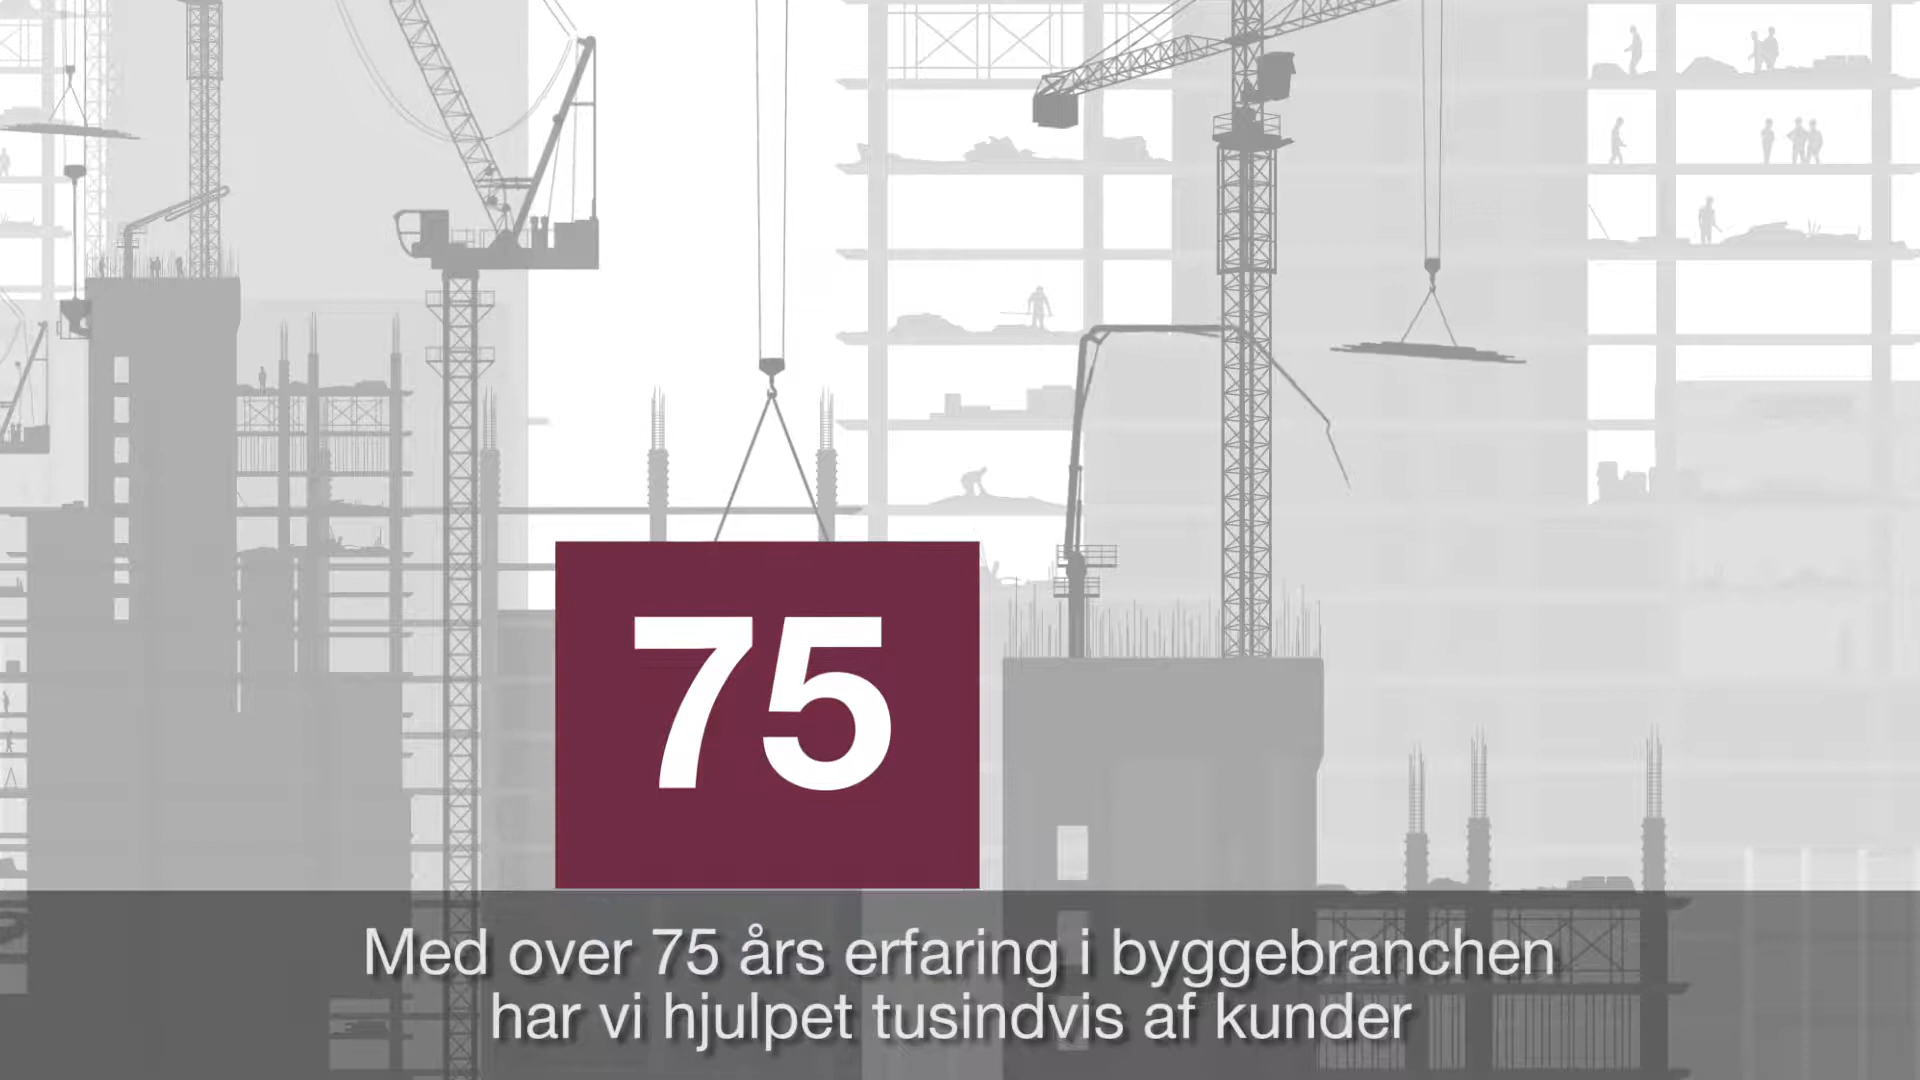 75
Med over 75 års erfaring i byggebranchen
har vi hjulpet tusindvis af kunder